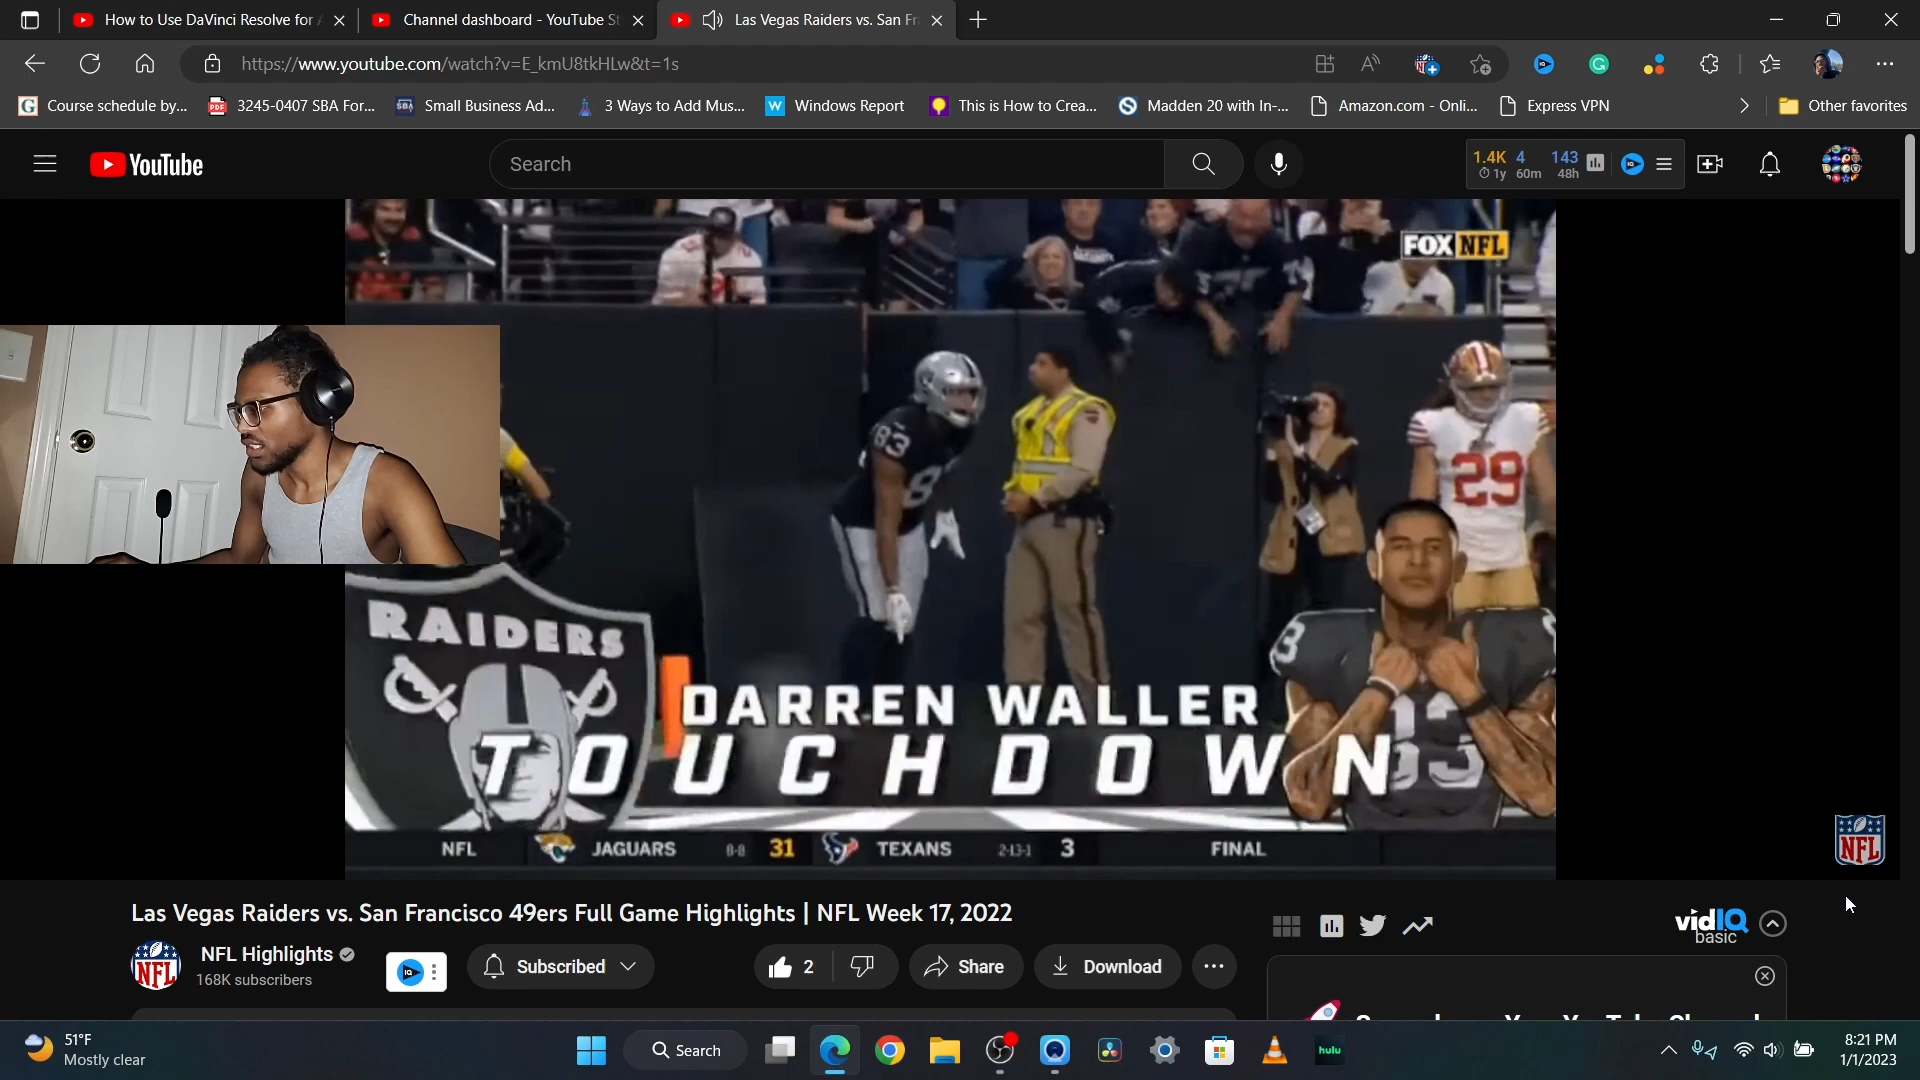 How to Use DaVinci Resolve for
Channel dashboard - YouTube St
Las Vegas Raiders vs. San Fr
https://www.youtube.com/watch?v=E_kmU8tkHLw&t=1s
Course schedule by...
3245-0407 SBA For...
Small Business Ad...
3 Ways to Add Mus...
Windows Report
This is How to Crea...
Madden 20 with In-...
Amazon.com - Onli...
Express VPN
Other favorites
YouTube
Search
1.4K 4 143
1y 60m 48h
FOX NFL
83
29
RAIDERS
DARREN WALLER
TOUCHDOWN
NFL JAGUARS 8-8 31 TEXANS 2-13-1 3 FINAL
NFL
Las Vegas Raiders vs. San Francisco 49ers Full Game Highlights | NFL Week 17, 2022
NFL
NFL Highlights
168K subscribers
Subscribed
2
Share
Download
vidIQ
basic
51°F
Mostly clear
Search
hulu
8:21 PM
1/1/2023